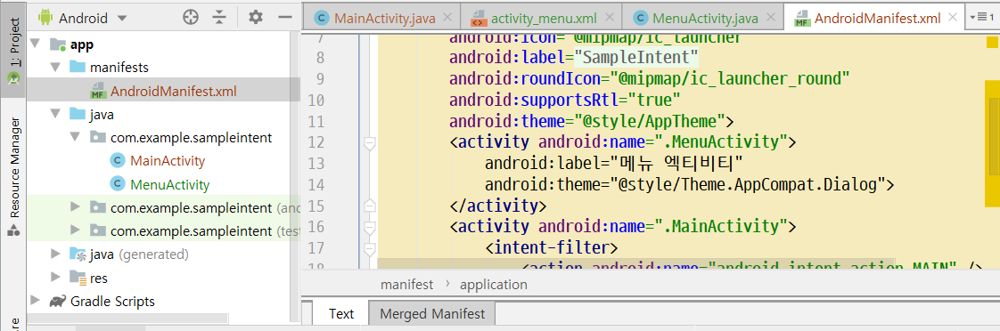 1: Project
Resource Manager
Android
app
manifests
AndroidManifest.xml
java
com.example.sampleintent
MainActivity
MenuActivity
com.example.sampleintent (and
com.example.sampleintent (test
java (generated)
res
Gradle Scripts
MainActivity.java
activity_menu.xml
MenuActivity.java
AndroidManifest.xml
1
7 android:icon="@mipmap/ic_launcher
8 android:label="SampleIntent"
9 android:roundIcon="@mipmap/ic_launcher_round"
10 android:supportsRtl="true"
11 android:theme="@style/AppTheme">
12 <activity android:name=".MenuActivity">
13 android:label="메뉴 엑티비티"
14 android:theme="@style/Theme.AppCompat.Dialog">
15 </activity>
16 <activity android:name=".MainActivity">
17 <intent-filter>
18 <action android:name="android.intent.action.MAIN" />
manifest > application
Text
Merged Manifest